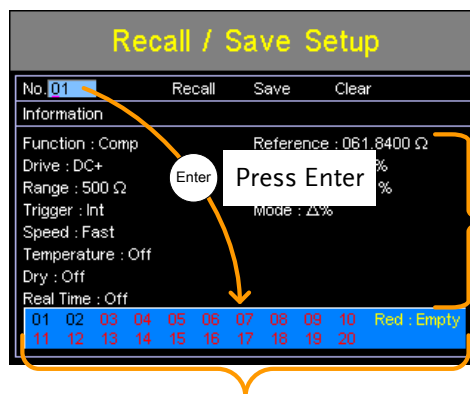 Recall / Save Setup
No.01 Recall Save Clear
Information
Function : Comp Reference : 061.8400 Ω
Drive : DC+ %
Range : 500 Ω %
Trigger : Int Mode : Δ%
Speed : Fast
Temperature : Off
Dry : Off
Real Time : Off
Enter
Press Enter
01 02 03 04 05 06 07 08 09 10 Red : Empty
11 12 13 14 15 16 17 18 19 20